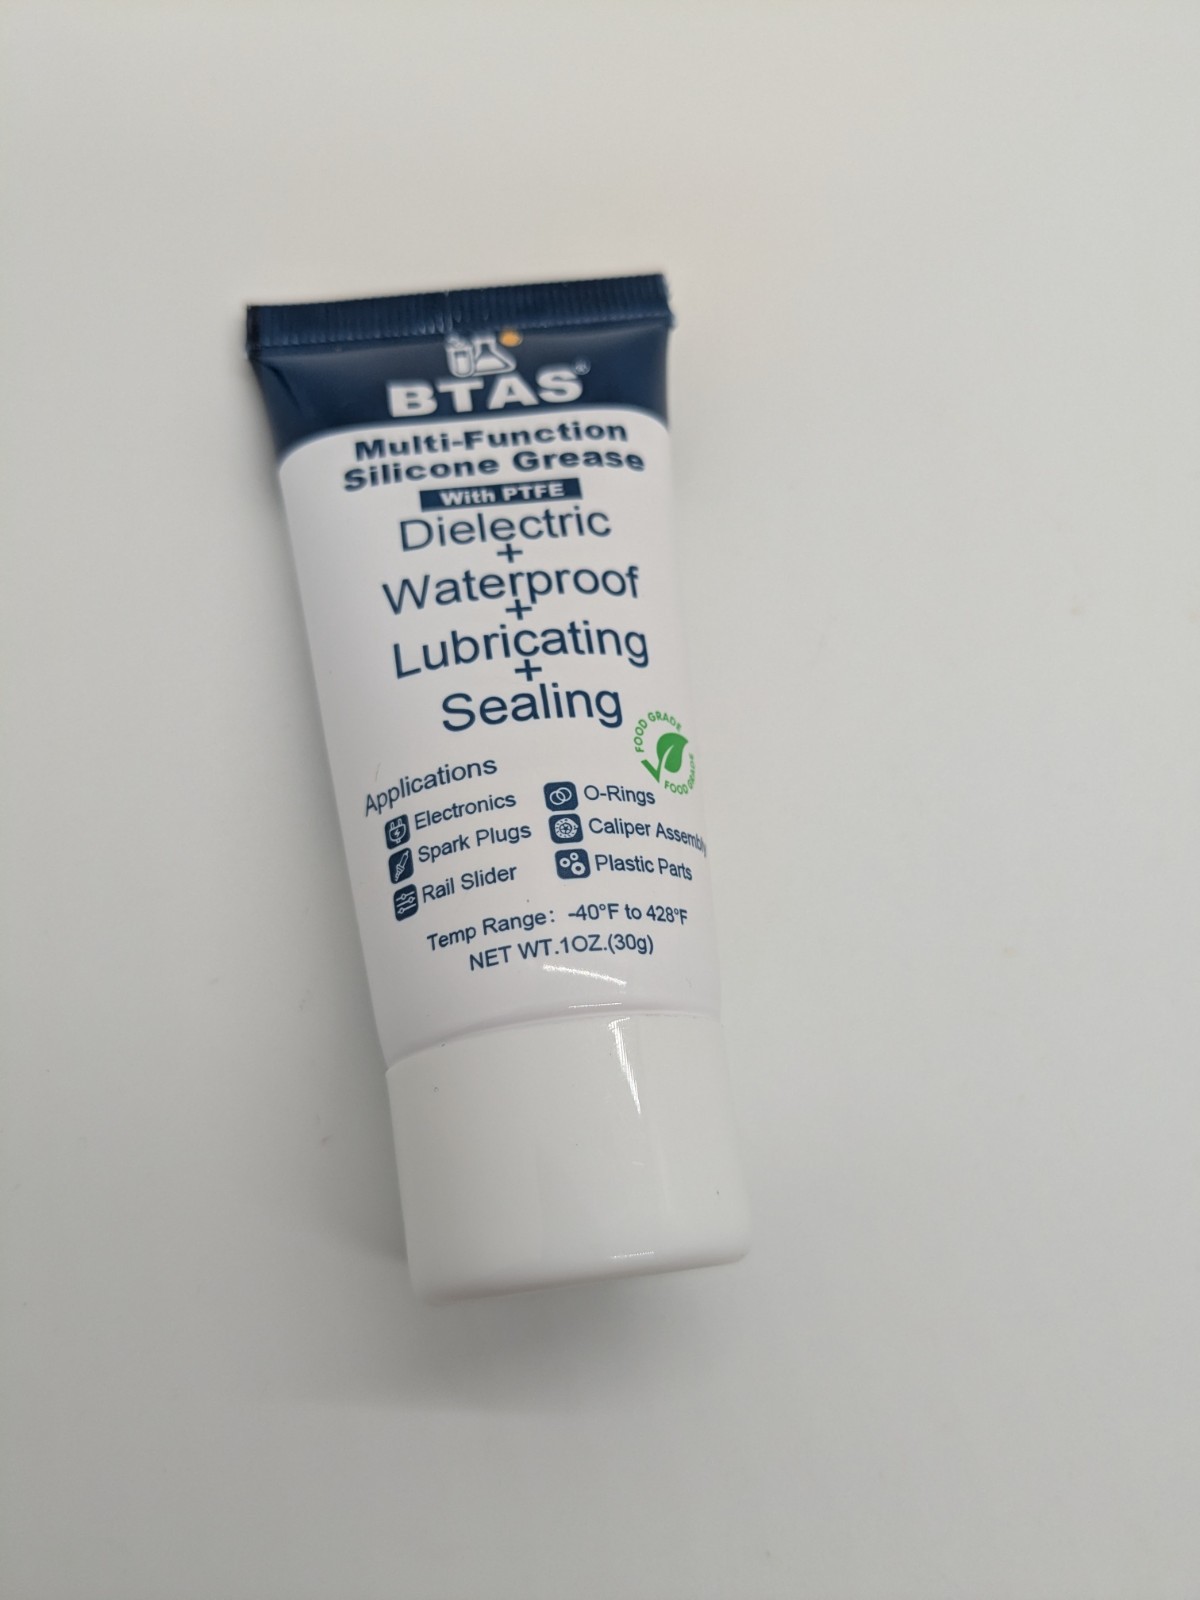 BTAS®
Multi-Function
Silicone Grease
With PTFE
Dielectric
+
Waterproof
+
Lubricating
+
Sealing
FOOD GRADE
FOOD GRADE
Applications
Electronics
Spark Plugs
Rail Slider
O-Rings
Caliper Assembly
Plastic Parts
Temp Range: -40°F to 428°F
NET WT.1OZ.(30g)